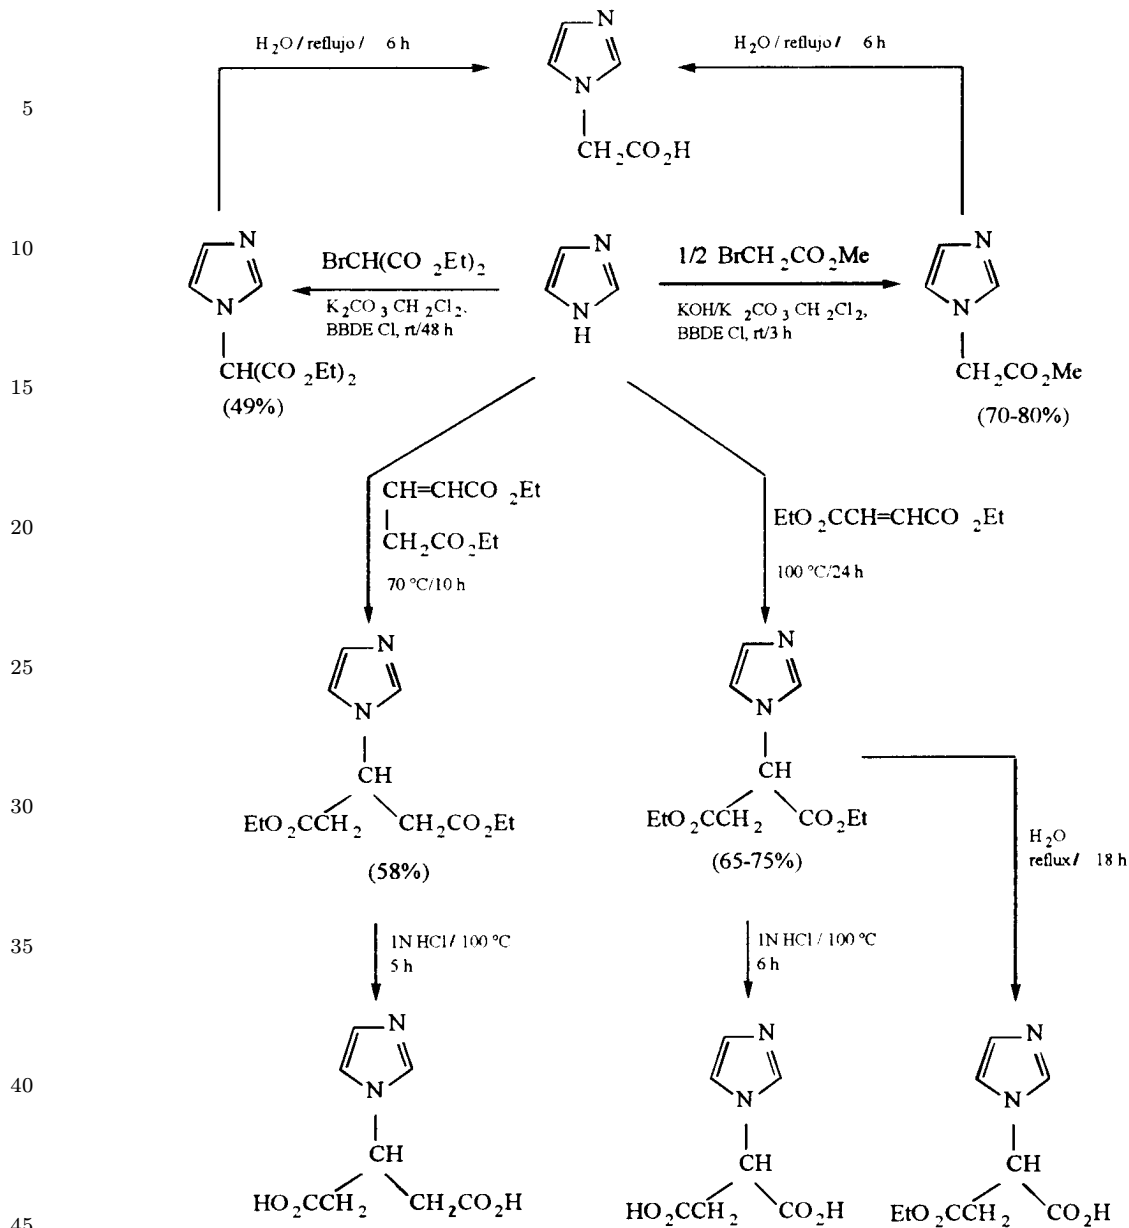 N
H2O / reflujo / 6 h
H2O / reflujo / 6 h
N
5
CH2CO2H
10
N
BrCH(CO2Et)2
N
1/2 BrCH2CO2Me
N
K2CO3 CH2Cl2,
BBDE Cl, rt/48 h
N
N
H
KOH/K2CO3 CH2Cl2,
BBDE Cl, rt/3 h
N
15
CH(CO2Et)2
(49%)
CH2CO2Me
(70-80%)
CH=CHCO2Et
20
CH2CO2Et
EtO2CCH=CHCO2Et
70 °C/10 h
100 °C/24 h
25
N
N
N
N
CH
CH
30
EtO2CCH2
CH2CO2Et
EtO2CCH2
CO2Et
(58%)
(65-75%)
H2O
reflux / 18 h
35
1N HCl / 100 °C
5 h
1N HCl / 100 °C
6 h
N
N
N
40
N
N
N
CH
CH
CH
HO2CCH2
CH2CO2H
HO2CCH2
CO2H
EtO2CCH2
CO2H
45